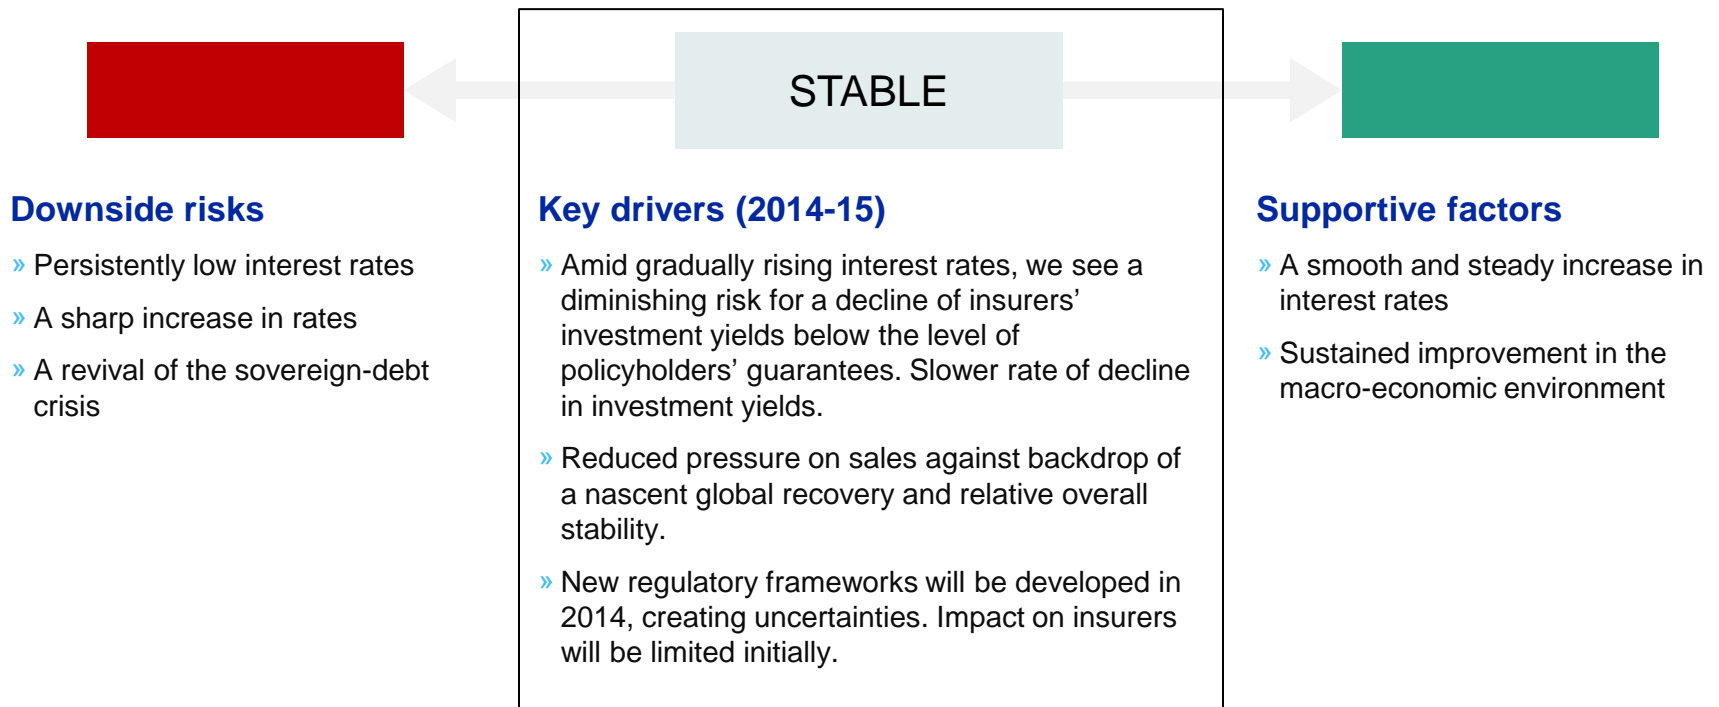 STABLE
Downside risks
» Persistently low interest rates
» A sharp increase in rates
» A revival of the sovereign-debt
crisis
Key drivers (2014-15)
» Amid gradually rising interest rates, we see a
diminishing risk for a decline of insurers’
investment yields below the level of
policyholders’ guarantees. Slower rate of decline
in investment yields.
» Reduced pressure on sales against backdrop of
a nascent global recovery and relative overall
stability.
» New regulatory frameworks will be developed in
2014, creating uncertainties. Impact on insurers
will be limited initially.
Supportive factors
» A smooth and steady increase in
interest rates
» Sustained improvement in the
macro-economic environment